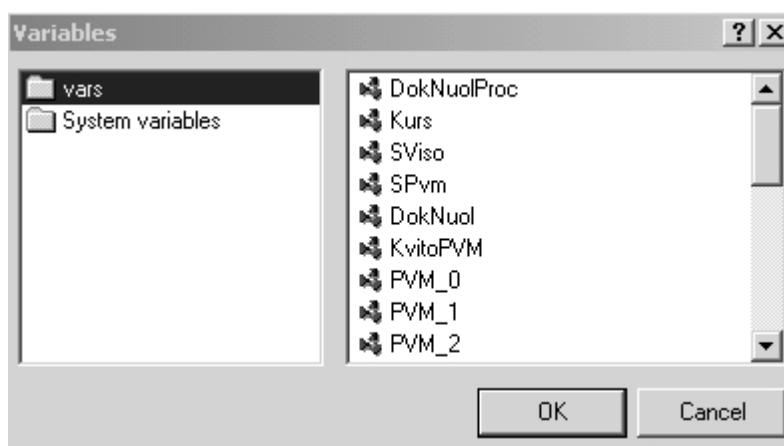 Variables
vars
System variables
DokNuolProc
Kurs
SViso
SPvm
DokNuol
KvitoPVM
PVM_0
PVM_1
PVM_2
OK
Cancel